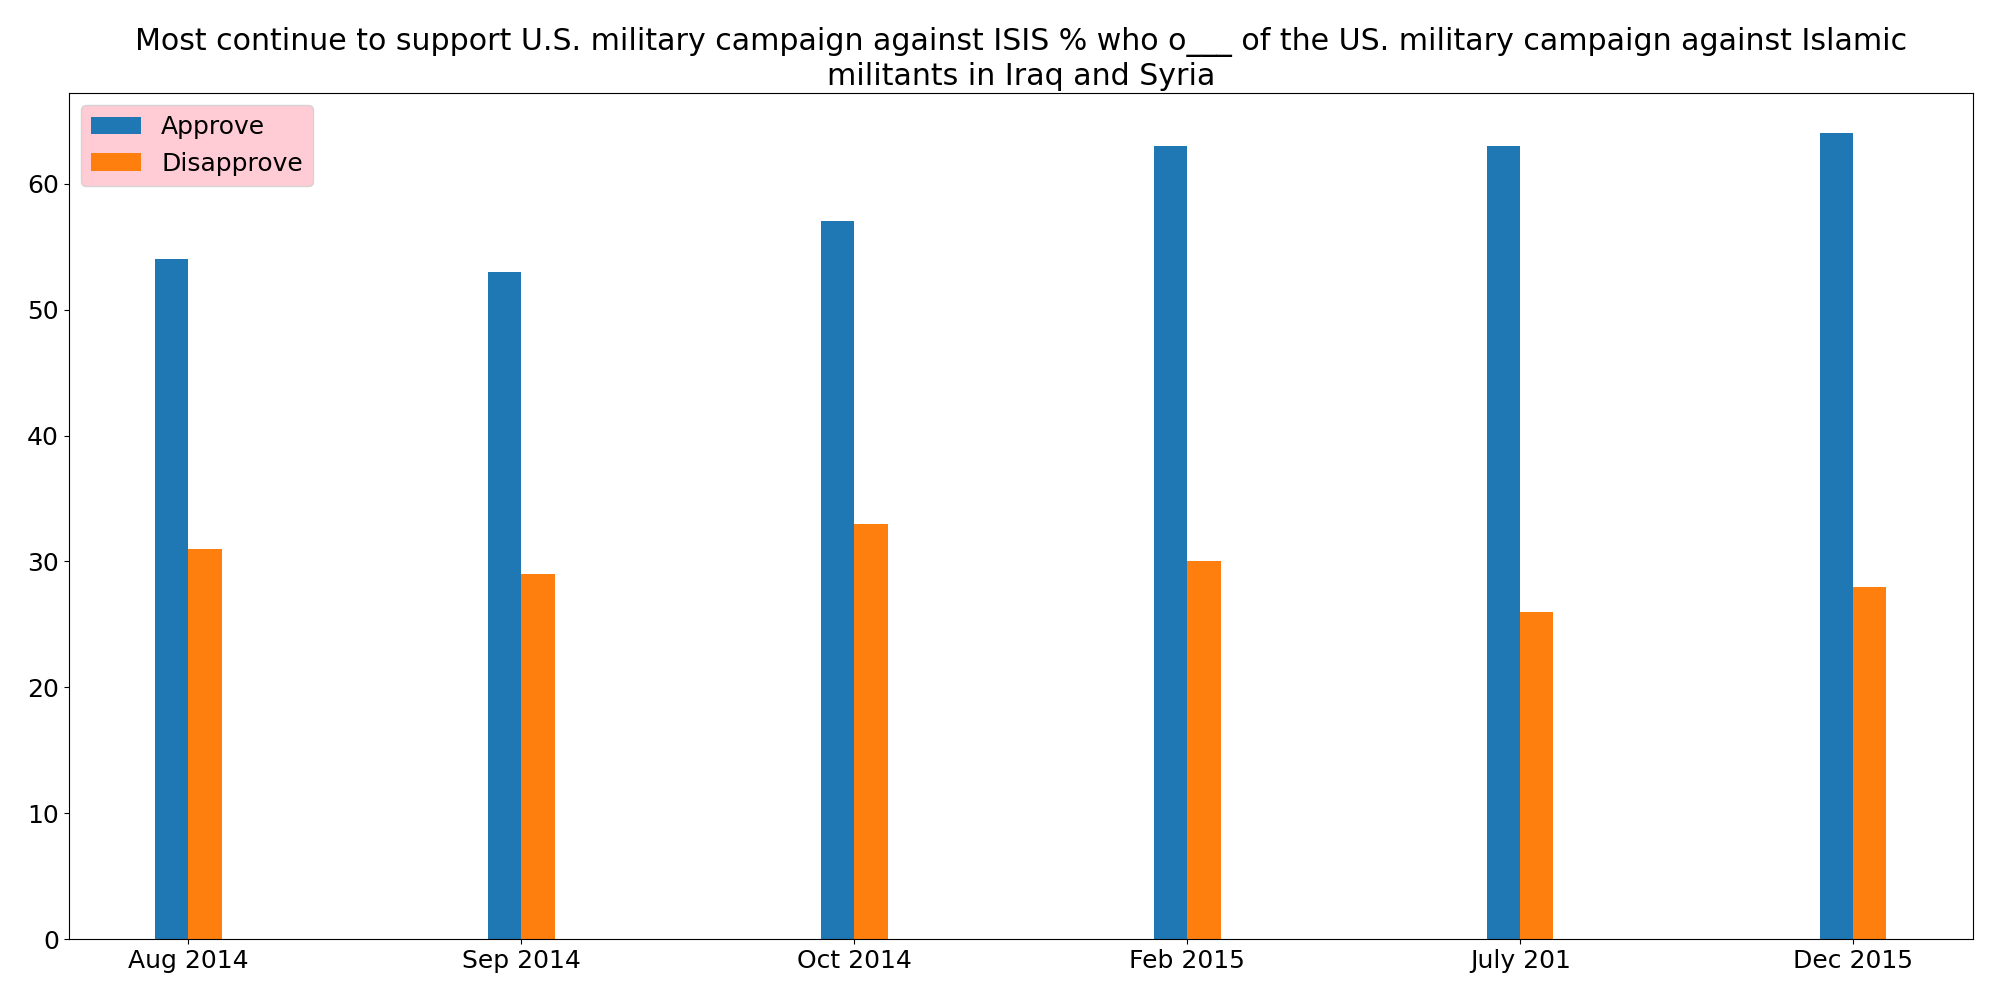 Most continue to support U.S. military campaign against ISIS % who o___ of the US. military campaign against Islamic
militants in Iraq and Syria
Approve
Disapprove
60
50
40
30
20
10
0
Aug 2014 Sep 2014 Oct 2014 Feb 2015 July 201 Dec 2015